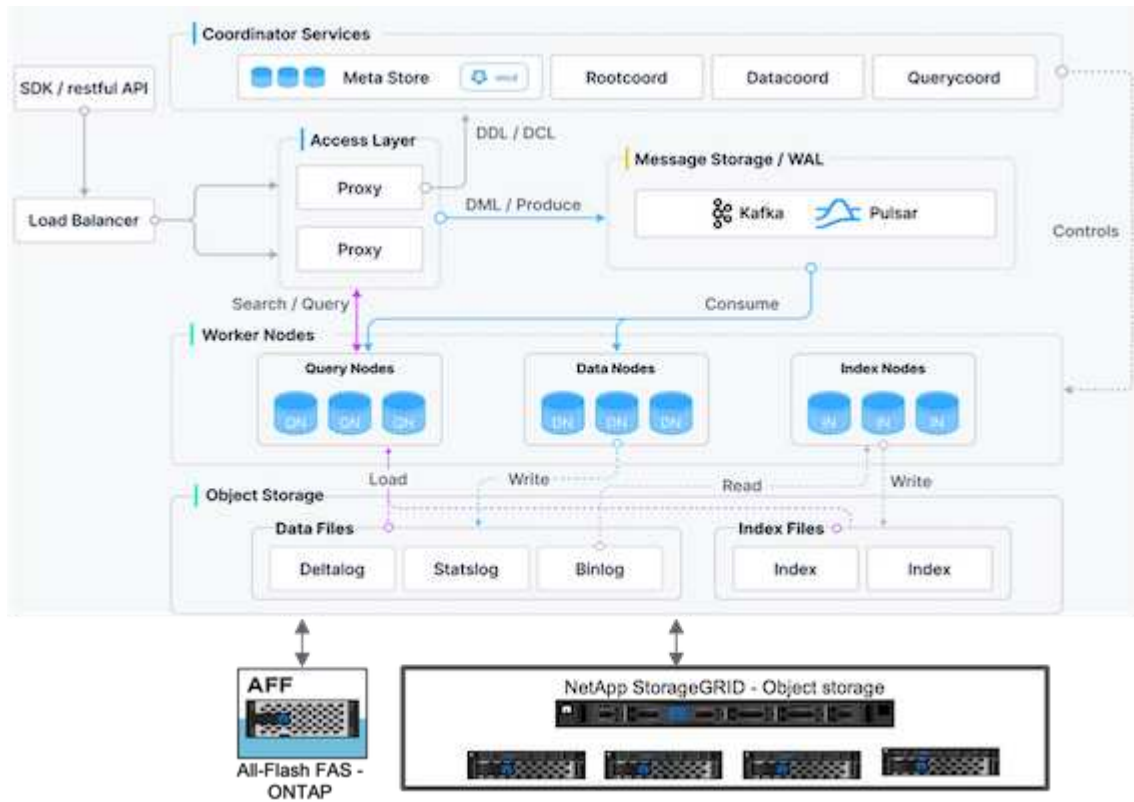 Coordinator Services
Meta Store
etcd
Rootcoord
Datacoord
Querycoord
SDK / restful API
Access Layer
DDL / DCL
Message Storage / WAL
Proxy
Load Balancer
DML / Produce
Kafka
Pulsar
Proxy
Controls
Search / Query
Consume
Worker Nodes
Query Nodes
Data Nodes
Index Nodes
QN
QN
QN
DN
DN
DN
IN
IN
IN
Load
Write
Read
Write
Object Storage
Data Files
Index Files
Deltalog
Statslog
Binlog
Index
Index
AFF
NetApp StorageGRID - Object storage
All-Flash FAS -
ONTAP